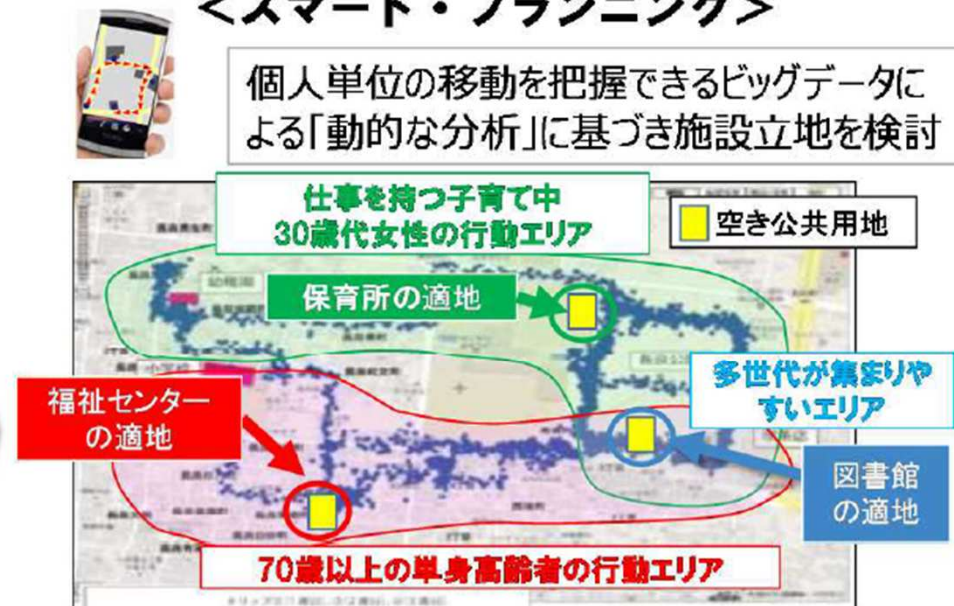 <スマート・プランニング>
個人単位の移動を把握できるビッグデータに
よる「動的な分析」に基づき施設立地を検討
仕事を持つ子育て中
30歳代女性の行動エリア
空き公共用地
幼稚園
保育所の適地
多世代が集まりや
すいエリア
福祉センター
の適地
図書館
の適地
70歳以上の単身高齢者の行動エリア